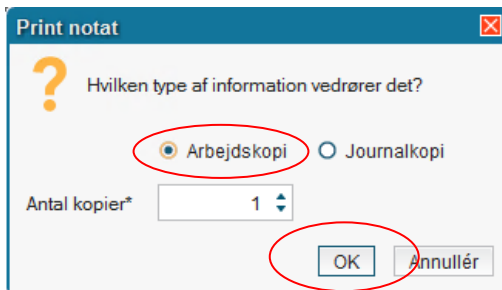 Print notat
Hvilken type af information vedrører det?
Arbejdskopi Journalkopi
Antal kopier* 1
OK Annullér